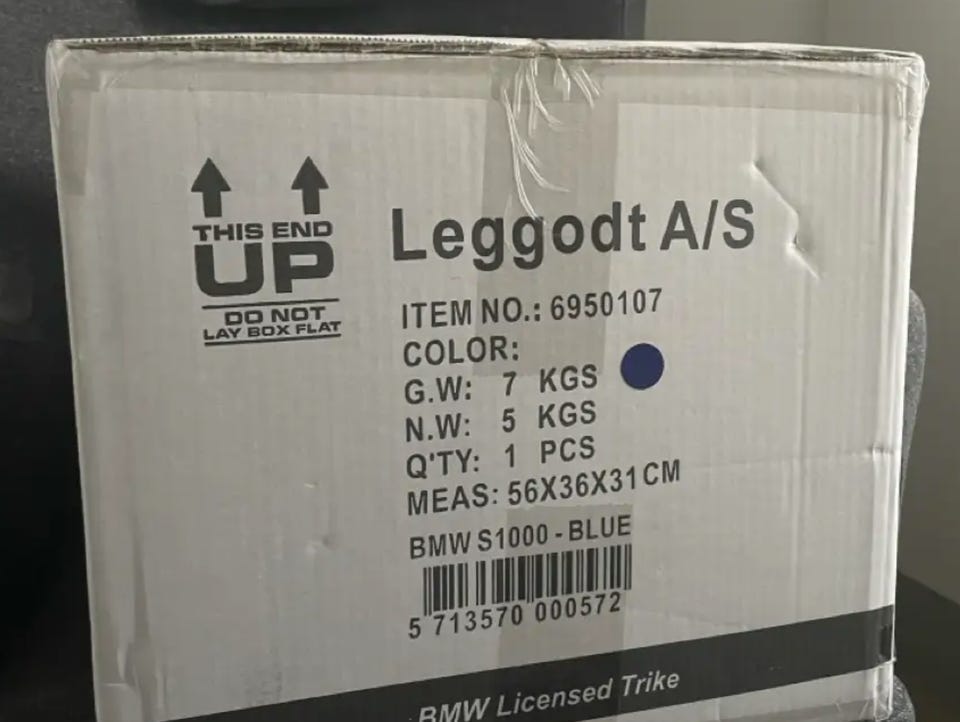 THIS END
UP
DO NOT
LAY BOX FLAT
Leggodt A/S
ITEM NO.: 6950107
COLOR:
G.W: 7 KGS
N.W: 5 KGS
Q'TY: 1 PCS
MEAS: 56X36X31CM
BMW S1000 - BLUE
5 713570 000572
BMW Licensed Trike